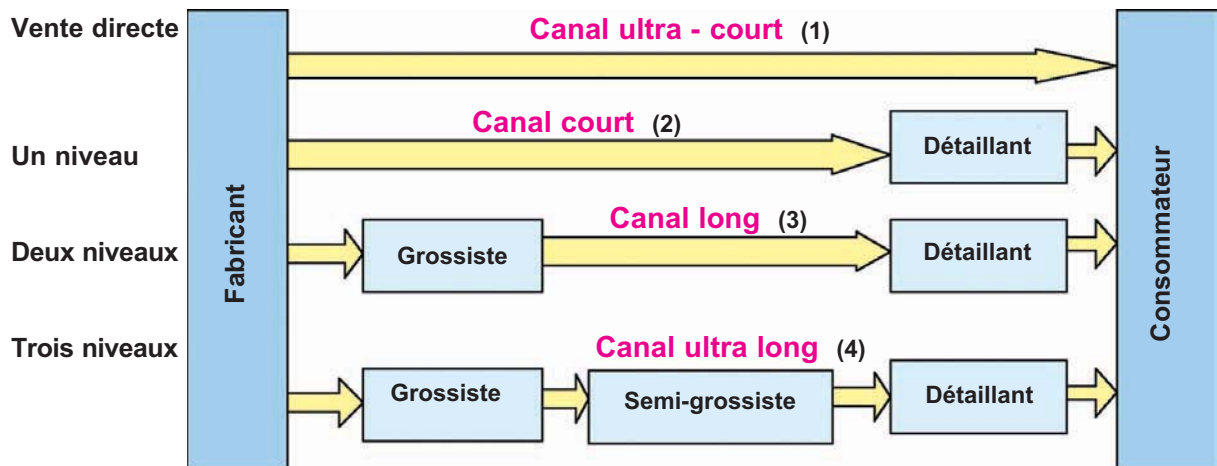 Vente directe
Canal ultra - court (1)
Canal court (2)
Un niveau
Détaillant
Canal long (3)
Deux niveaux
Grossiste
Détaillant
Fabricant
Consommateur
Trois niveaux
Canal ultra long (4)
Grossiste
Semi-grossiste
Détaillant